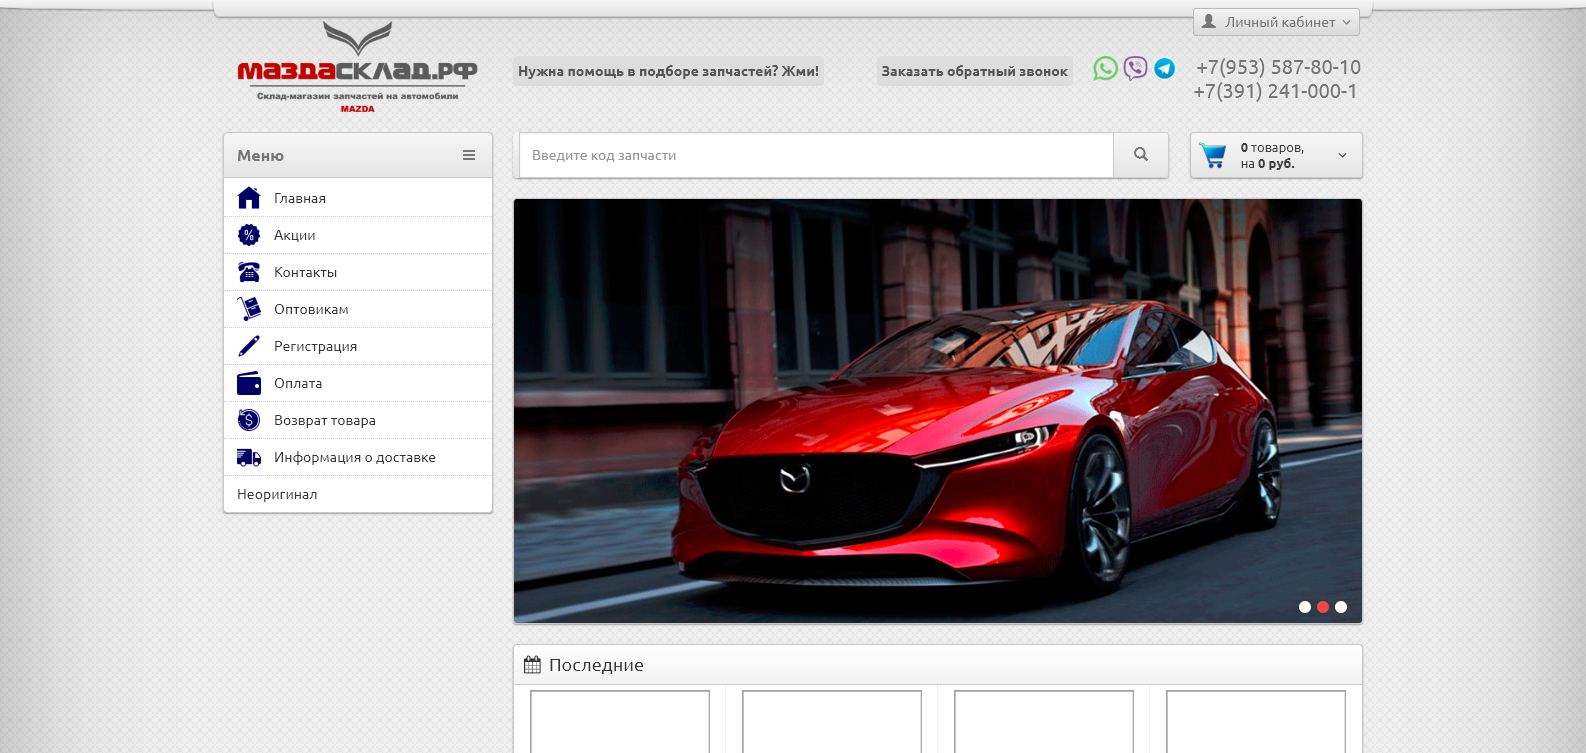 Личный кабинет
маздаСКЛАД.РФ
Склад-магазин запчастей на автомобили
MAZDA
Нужна помощь в подборе запчастей? Жми!
Заказать обратный звонок
+7(953) 587-80-10
+7(391) 241-000-1
Меню
Введите код запчасти
0 товаров,
на 0 руб.
Главная
Акции
Контакты
Оптовикам
Регистрация
Оплата
Возврат товара
Информация о доставке
Неоригинал
Последние